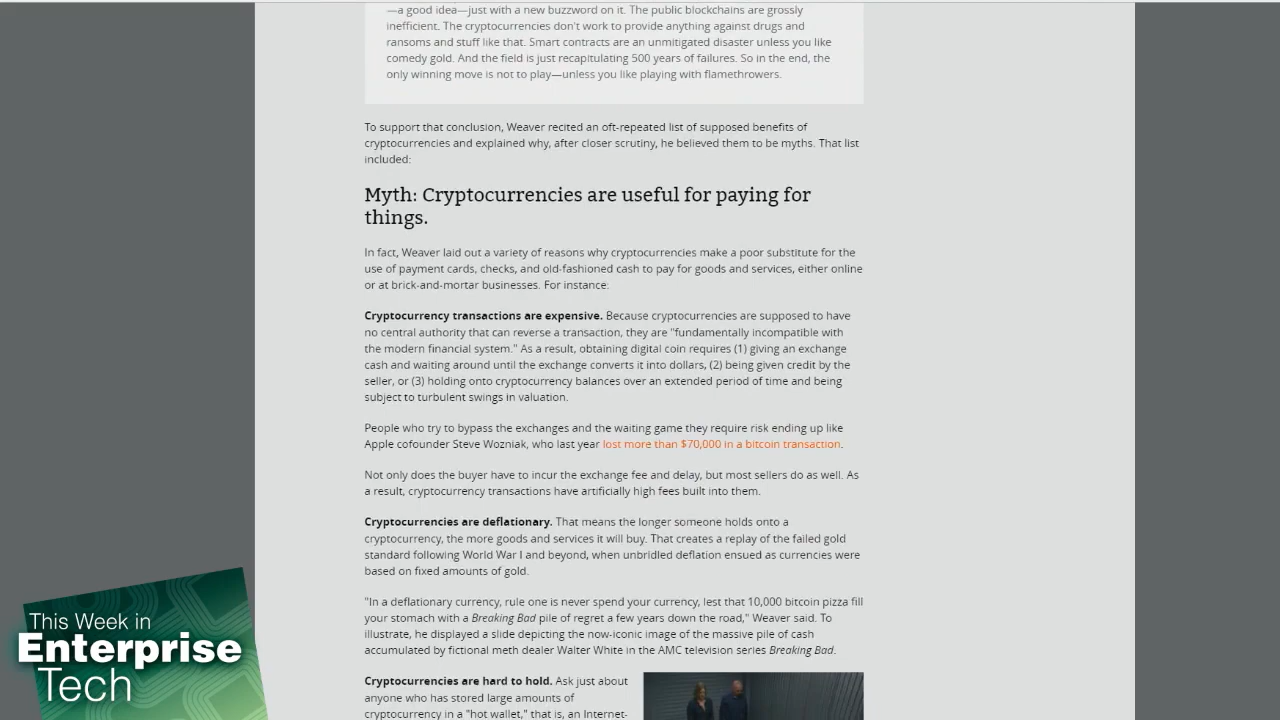 —a good idea—just with a new buzzword on it. The public blockchains are grossly
inefficient. The cryptocurrencies don't work to provide anything against drugs and
ransoms and stuff like that. Smart contracts are an unmitigated disaster unless you like
comedy gold. And the field is just recapitulating 500 years of failures. So in the end, the
only winning move is not to play—unless you like playing with flamethrowers.
To support that conclusion, Weaver recited an oft-repeated list of supposed benefits of
cryptocurrencies and explained why, after closer scrutiny, he believed them to be myths. That list
included:
Myth: Cryptocurrencies are useful for paying for
things.
In fact, Weaver laid out a variety of reasons why cryptocurrencies make a poor substitute for the
use of payment cards, checks, and old-fashioned cash to pay for goods and services, either online
or at brick-and-mortar businesses. For instance:
Cryptocurrency transactions are expensive. Because cryptocurrencies are supposed to have
no central authority that can reverse a transaction, they are "fundamentally incompatible with
the modern financial system." As a result, obtaining digital coin requires (1) giving an exchange
cash and waiting around until the exchange converts it into dollars, (2) being given credit by the
seller, or (3) holding onto cryptocurrency balances over an extended period of time and being
subject to turbulent swings in valuation.
People who try to bypass the exchanges and the waiting game they require risk ending up like
Apple cofounder Steve Wozniak, who last year lost more than $70,000 in a bitcoin transaction.
Not only does the buyer have to incur the exchange fee and delay, but most sellers do as well. As
a result, cryptocurrency transactions have artificially high fees built into them.
Cryptocurrencies are deflationary. That means the longer someone holds onto a
cryptocurrency, the more goods and services it will buy. That creates a replay of the failed gold
standard following World War I and beyond, when unbridled deflation ensued as currencies were
based on fixed amounts of gold.
"In a deflationary currency, rule one is never spend your currency, lest that 10,000 bitcoin pizza fill
your stomach with a Breaking Bad pile of regret a few years down the road," Weaver said. To
illustrate, he displayed a slide depicting the now-iconic image of the massive pile of cash
accumulated by fictional meth dealer Walter White in the AMC television series Breaking Bad.
Cryptocurrencies are hard to hold. Ask just about
anyone who has stored large amounts of
cryptocurrency in a "hot wallet," that is, an Internet-
This Week in
Enterprise
Tech